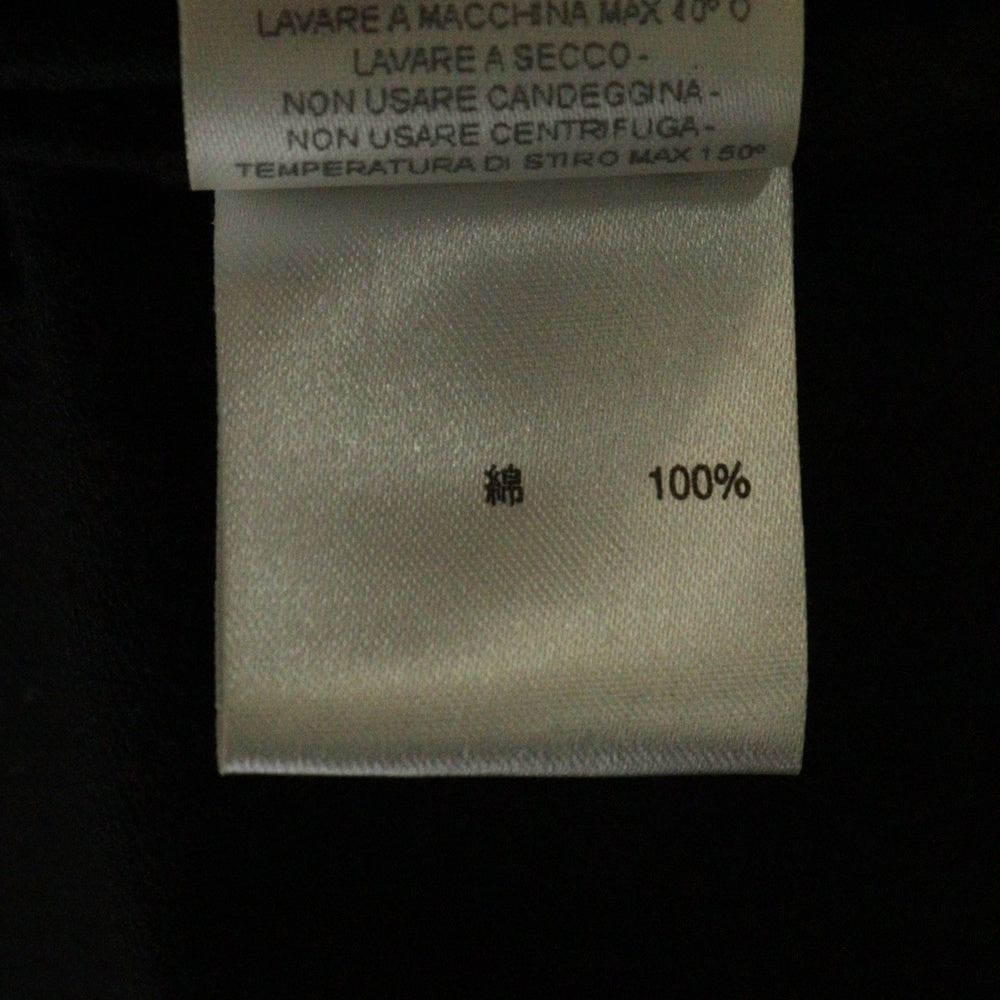 LAVARE A MACCHINA MAX 40° O
LAVARE A SECCO -
NON USARE CANDEGGINA -
NON USARE CENTRIFUGA -
TEMPERATURA DI STIRO MAX 150°
綿 100%